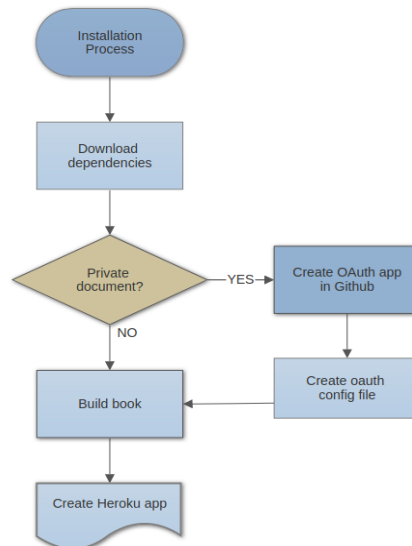 Installation
Process
Download
dependencies
Private
document?
YES
Create OAuth app
in Github
NO
Create oauth
config file
Build book
Create Heroku app